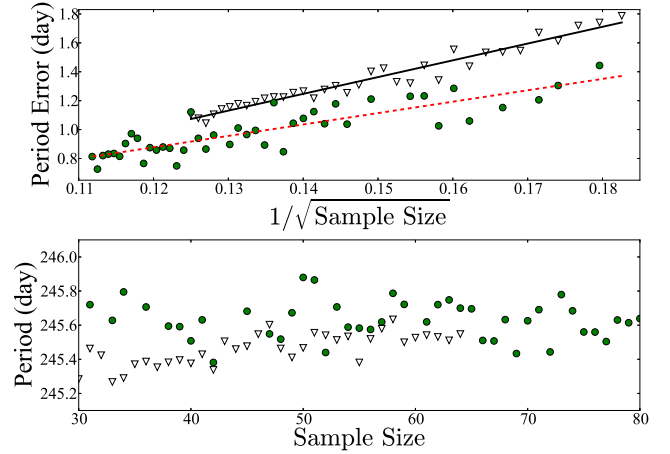 Period Error (day)
1.8
1.6
1.4
1.2
1.0
0.8
0.11 0.12 0.13 0.14 0.15 0.16 0.17 0.18
1/√Sample Size
Period (day)
246.0
245.8
245.6
245.4
245.2
30 40 50 60 70 80
Sample Size